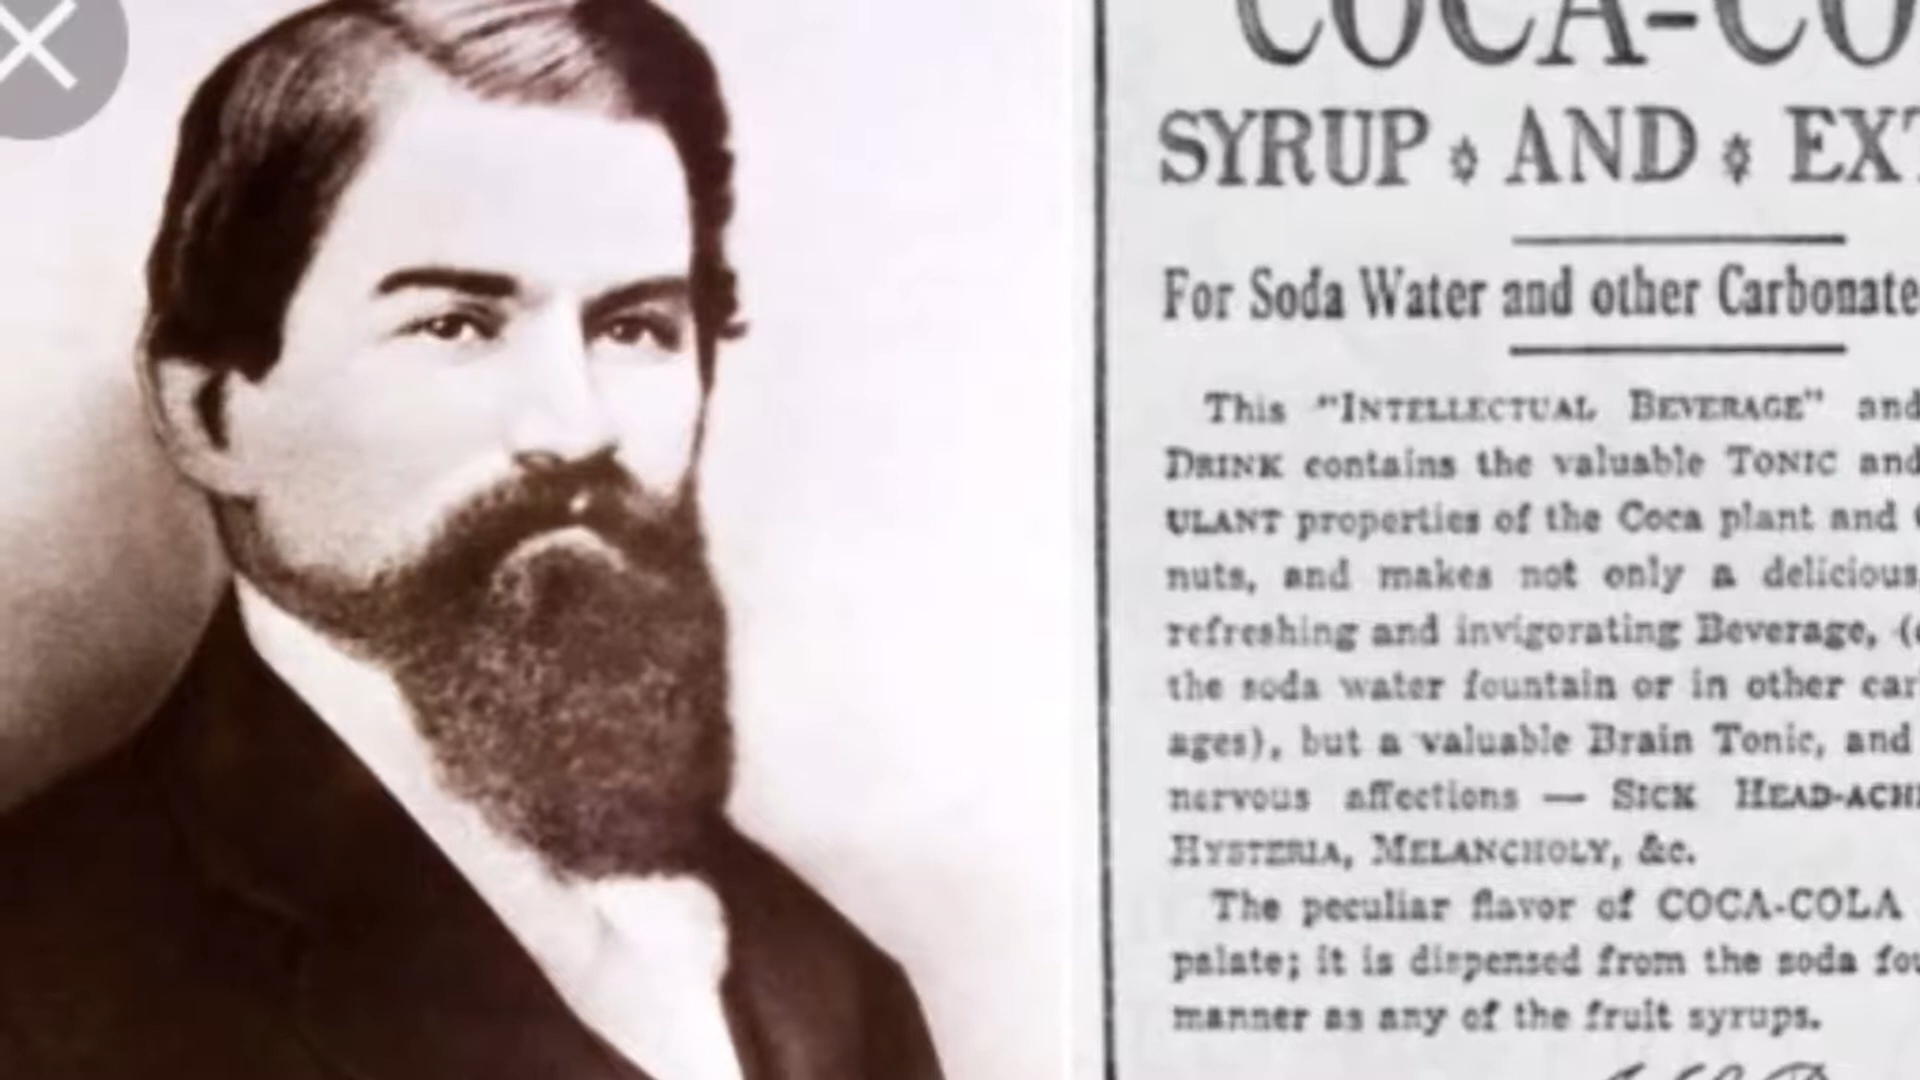 COCA-CO
SYRUP AND EXT
For Soda Water and other Carbonate
This "INTELLECTUAL BEVERAGE" and
DRINK contains the valuable TONIC and
ULANT properties of the Coca plant and
nuts, and makes not only a delicious,
refreshing and invigorating Beverage, (
the soda water fountain or in other car
ages), but a valuable Brain Tonic, and
nervous affections — SICK HEAD-ACH
HYSTERIA, MELANCHOLY, &c.
The peculiar flavor of COCA-COLA
palate; it is dispensed from the soda fou
manner as any of the fruit syrups.